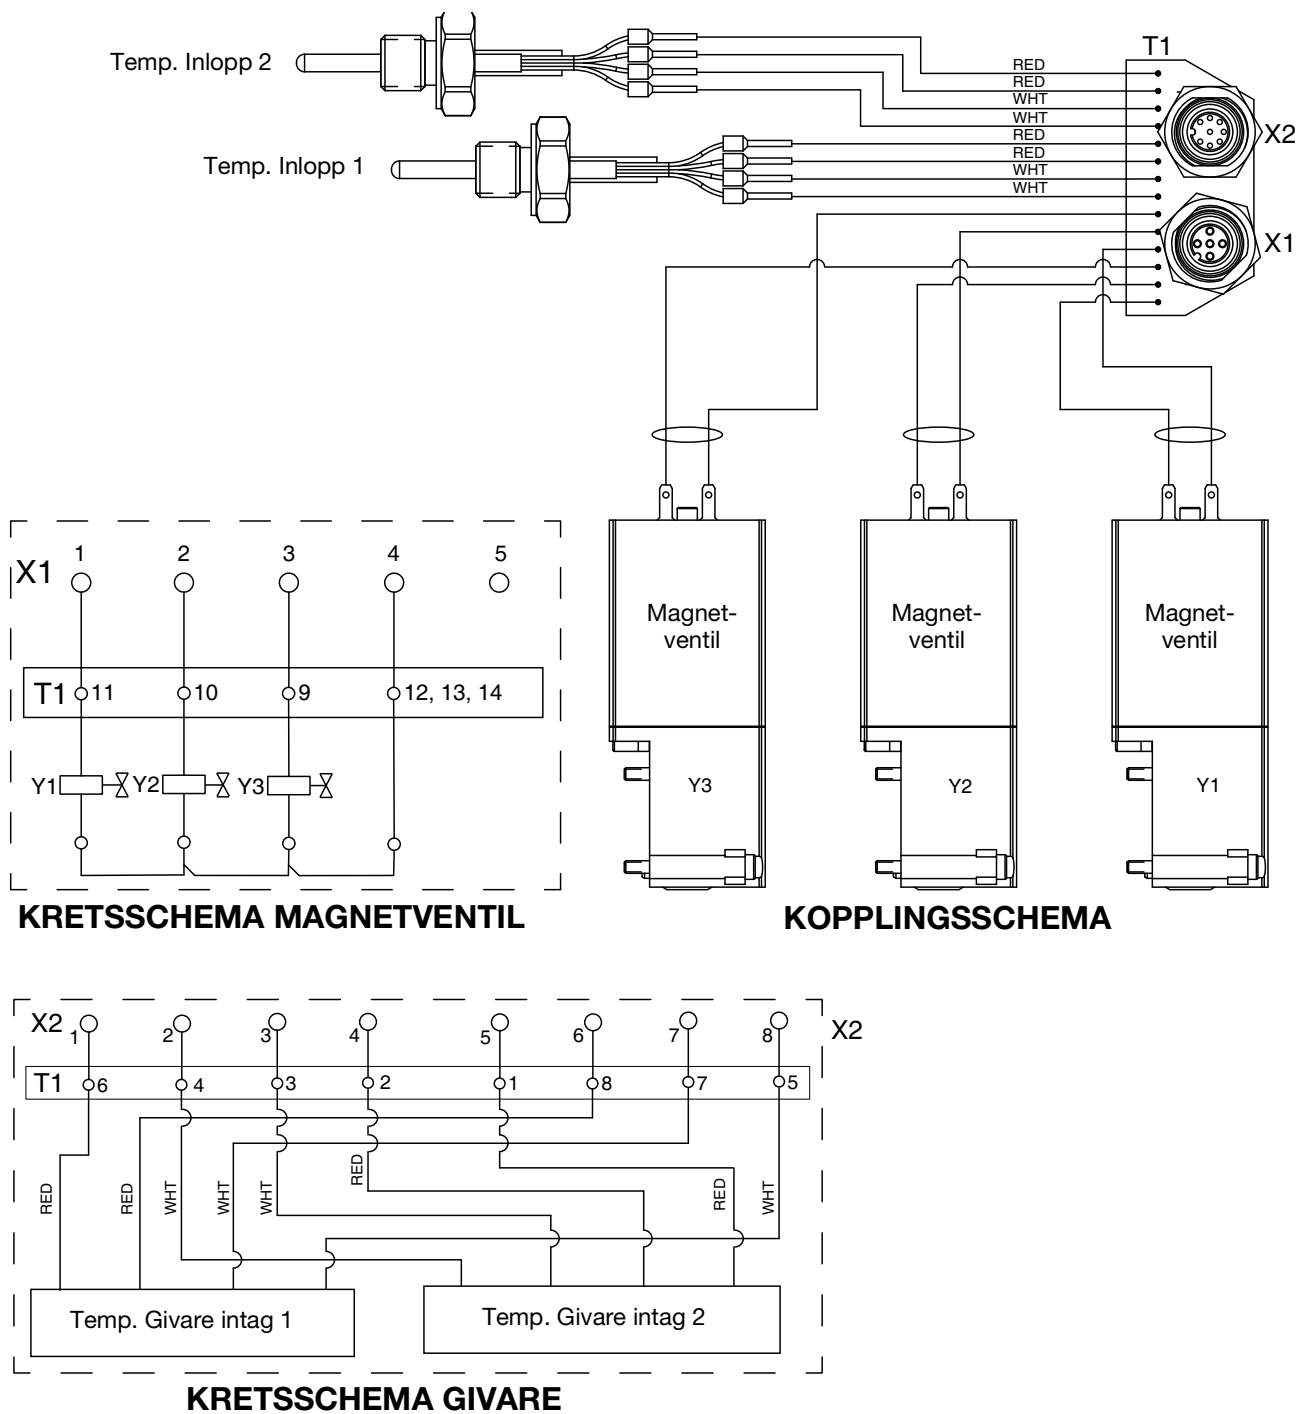 Temp. Inlopp 2
T1
RED
RED
WHT
WHT
X2
RED
RED
WHT
WHT
Temp. Inlopp 1
X1
1 2 3 4 5
X1
T1 11 10 9 12, 13, 14
Y1 Y2 Y3
Magnet-
ventil
Magnet-
ventil
Magnet-
ventil
Y3 Y2 Y1
KRETSSCHEMA MAGNETVENTIL
KOPPLINGSSCHEMA
X2 1 2 3 4 5 6 7 8 X2
T1 6 4 3 2 1 8 7 5
RED RED WHT WHT WHT RED RED WHT
Temp. Givare intag 1
Temp. Givare intag 2
KRETSSCHEMA GIVARE